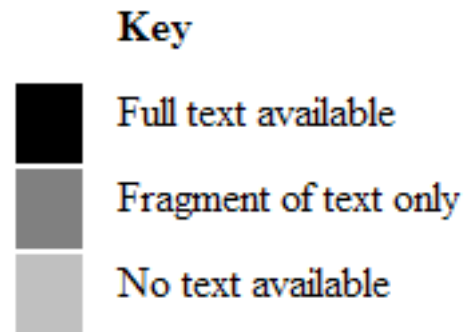 Key
Full text available
Fragment of text only
No text available